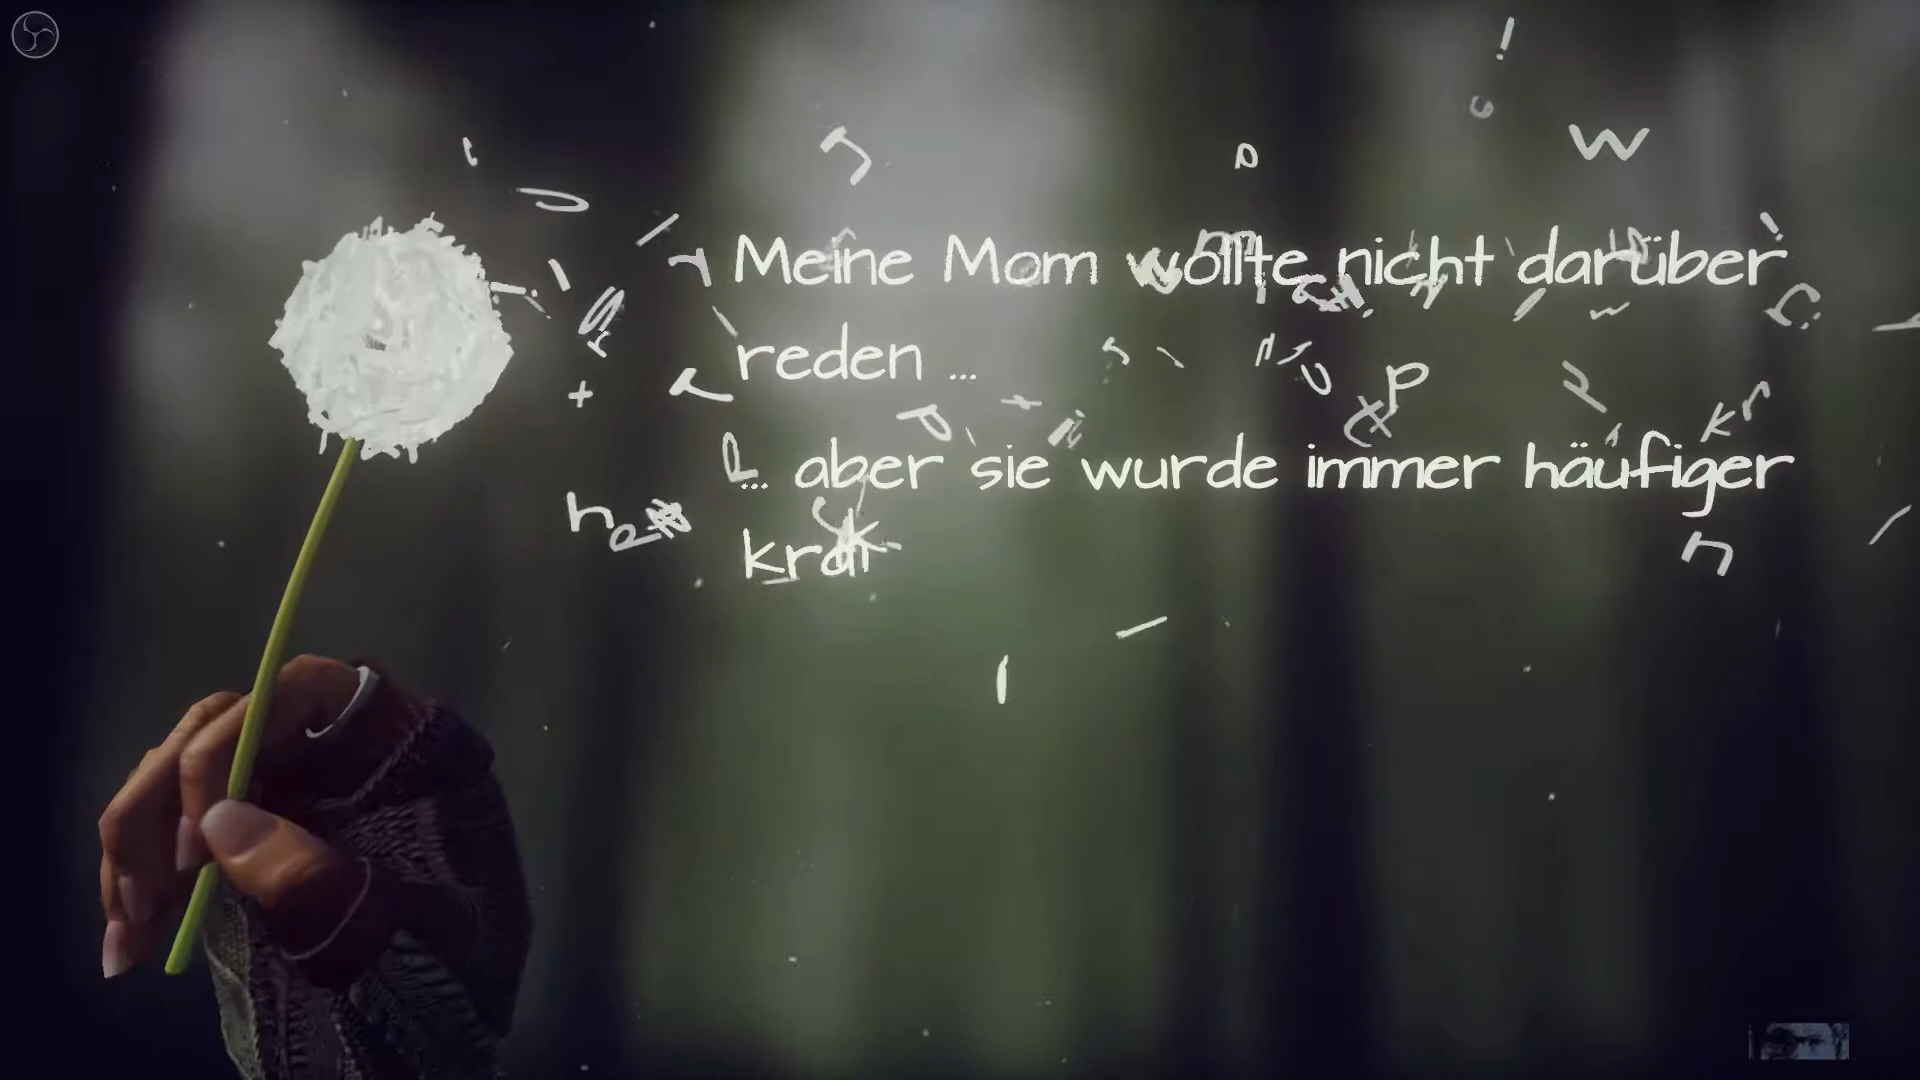 Meine Mom wollte nicht darüber
reden ...
... aber sie wurde immer häufiger